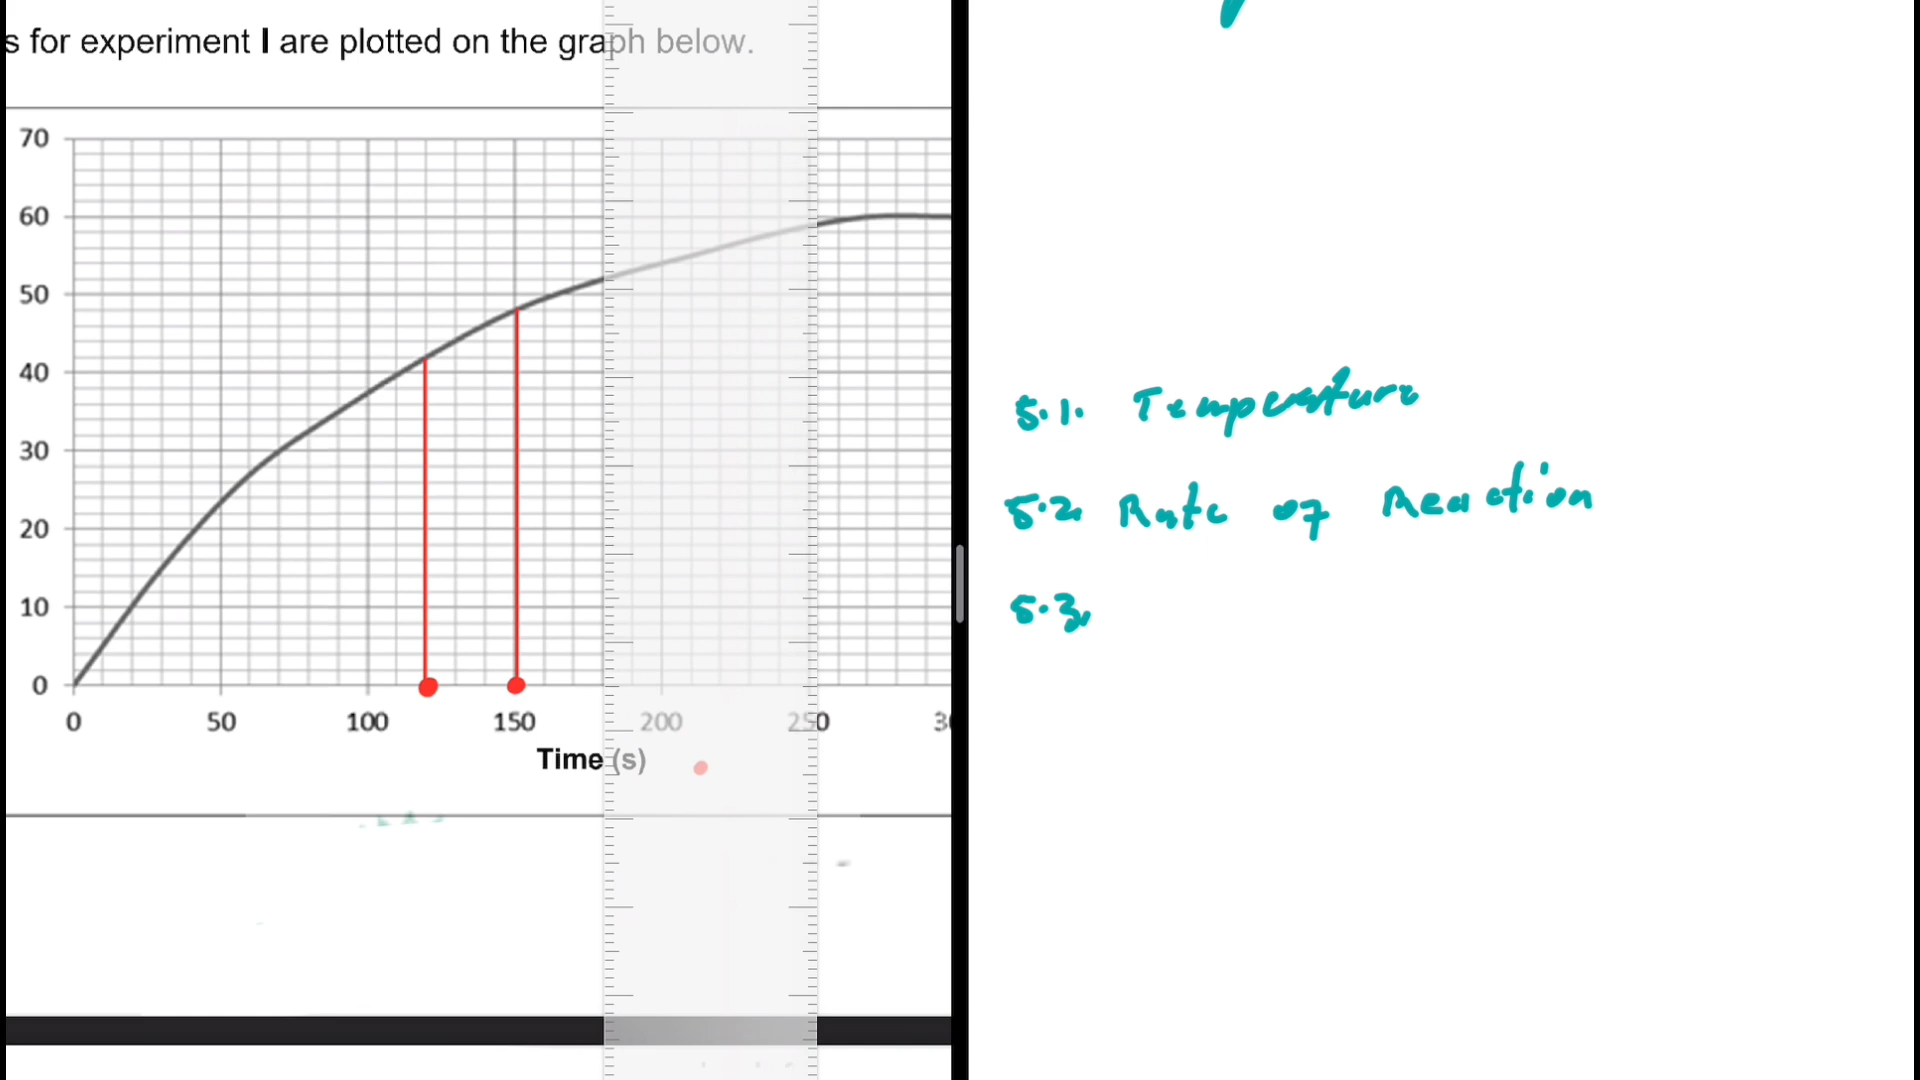 s for experiment I are plotted on the graph below.
70
60
50
40
30
20
10
0
0 50 100 150 200 250 30
Time (s)
5.1. Temperature
5.2. Rate of Reaction
5.3.